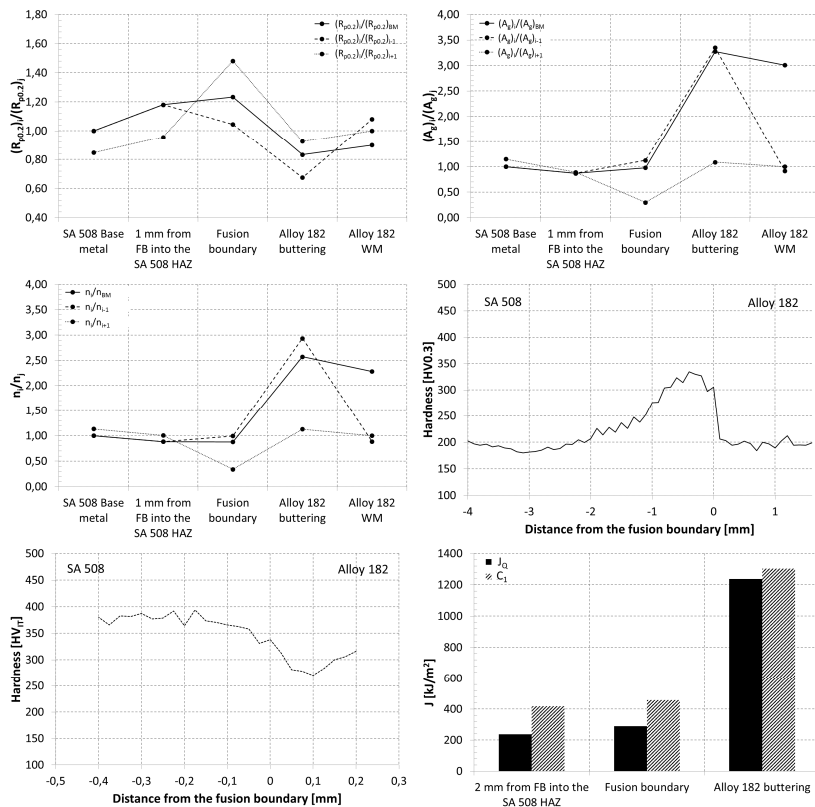 (Rp0.2)i/(Rp0.2)j
1,80
1,60
1,40
1,20
1,00
0,80
0,60
0,40
(Rp0.2)i/(Rp0.2)BM
(Rp0.2)i/(Rp0.2)i-1
(Rp0.2)i/(Rp0.2)i+1
SA 508 Base metal
1 mm from FB into the SA 508 HAZ
Fusion boundary
Alloy 182 buttering
Alloy 182 WM
(Ag)i/(Ag)j
4,00
3,50
3,00
2,50
2,00
1,50
1,00
0,50
0,00
(Ag)i/(Ag)BM
(Ag)i/(Ag)i-1
(Ag)i/(Ag)i+1
SA 508 Base metal
1 mm from FB into the SA 508 HAZ
Fusion boundary
Alloy 182 buttering
Alloy 182 WM
ni/nj
4,00
3,50
3,00
2,50
2,00
1,50
1,00
0,50
0,00
ni/nBM
ni/ni-1
ni/ni+1
SA 508 Base metal
1 mm from FB into the SA 508 HAZ
Fusion boundary
Alloy 182 buttering
Alloy 182 WM
Hardness [HV0.3]
500
450
400
350
300
250
200
150
100
SA 508
Alloy 182
-4 -3 -2 -1 0 1
Distance from the fusion boundary [mm]
Hardness [HVIT]
500
450
400
350
300
250
200
150
100
SA 508
Alloy 182
-0,5 -0,4 -0,3 -0,2 -0,1 0 0,1 0,2 0,3
Distance from the fusion boundary [mm]
J [kJ/m²]
1400
1200
1000
800
600
400
200
0
JQ
C1
2 mm from FB into the SA 508 HAZ
Fusion boundary
Alloy 182 buttering